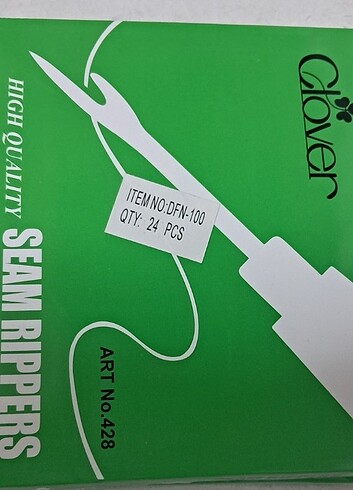 Clover
ITEM NO:DFN-100
QTY: 24 PCS
ART No.428
HIGH QUALITY
SEAM RIPPERS